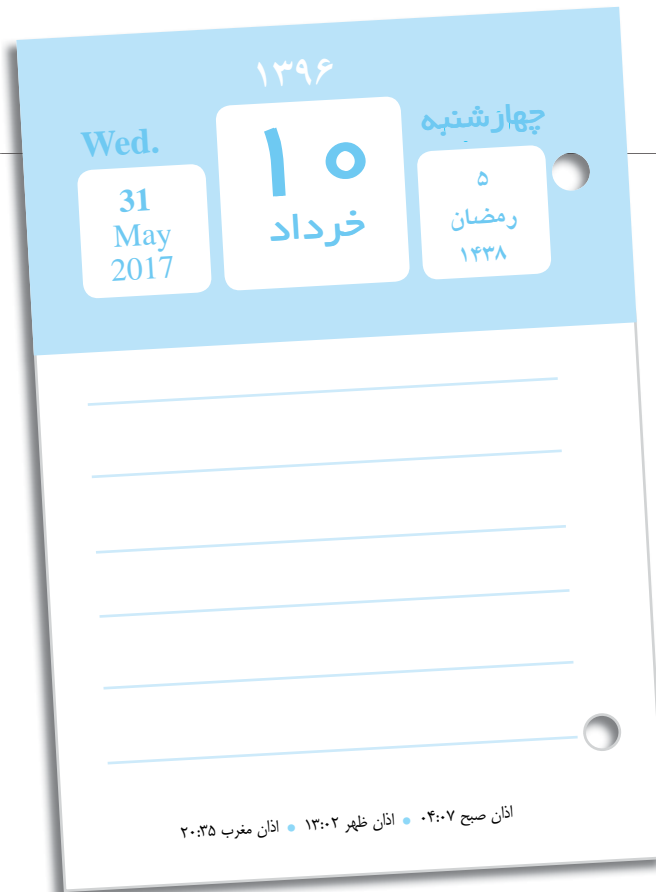 ۱۳۹۶
چهارشنبه
۵
رمضان
۱۴۳۸
۱۰
خرداد
Wed.
31
May
2017
اذان صبح ۰۴:۰۷ • اذان ظهر ۱۳:۰۲ • اذان مغرب ۲۰:۳۵